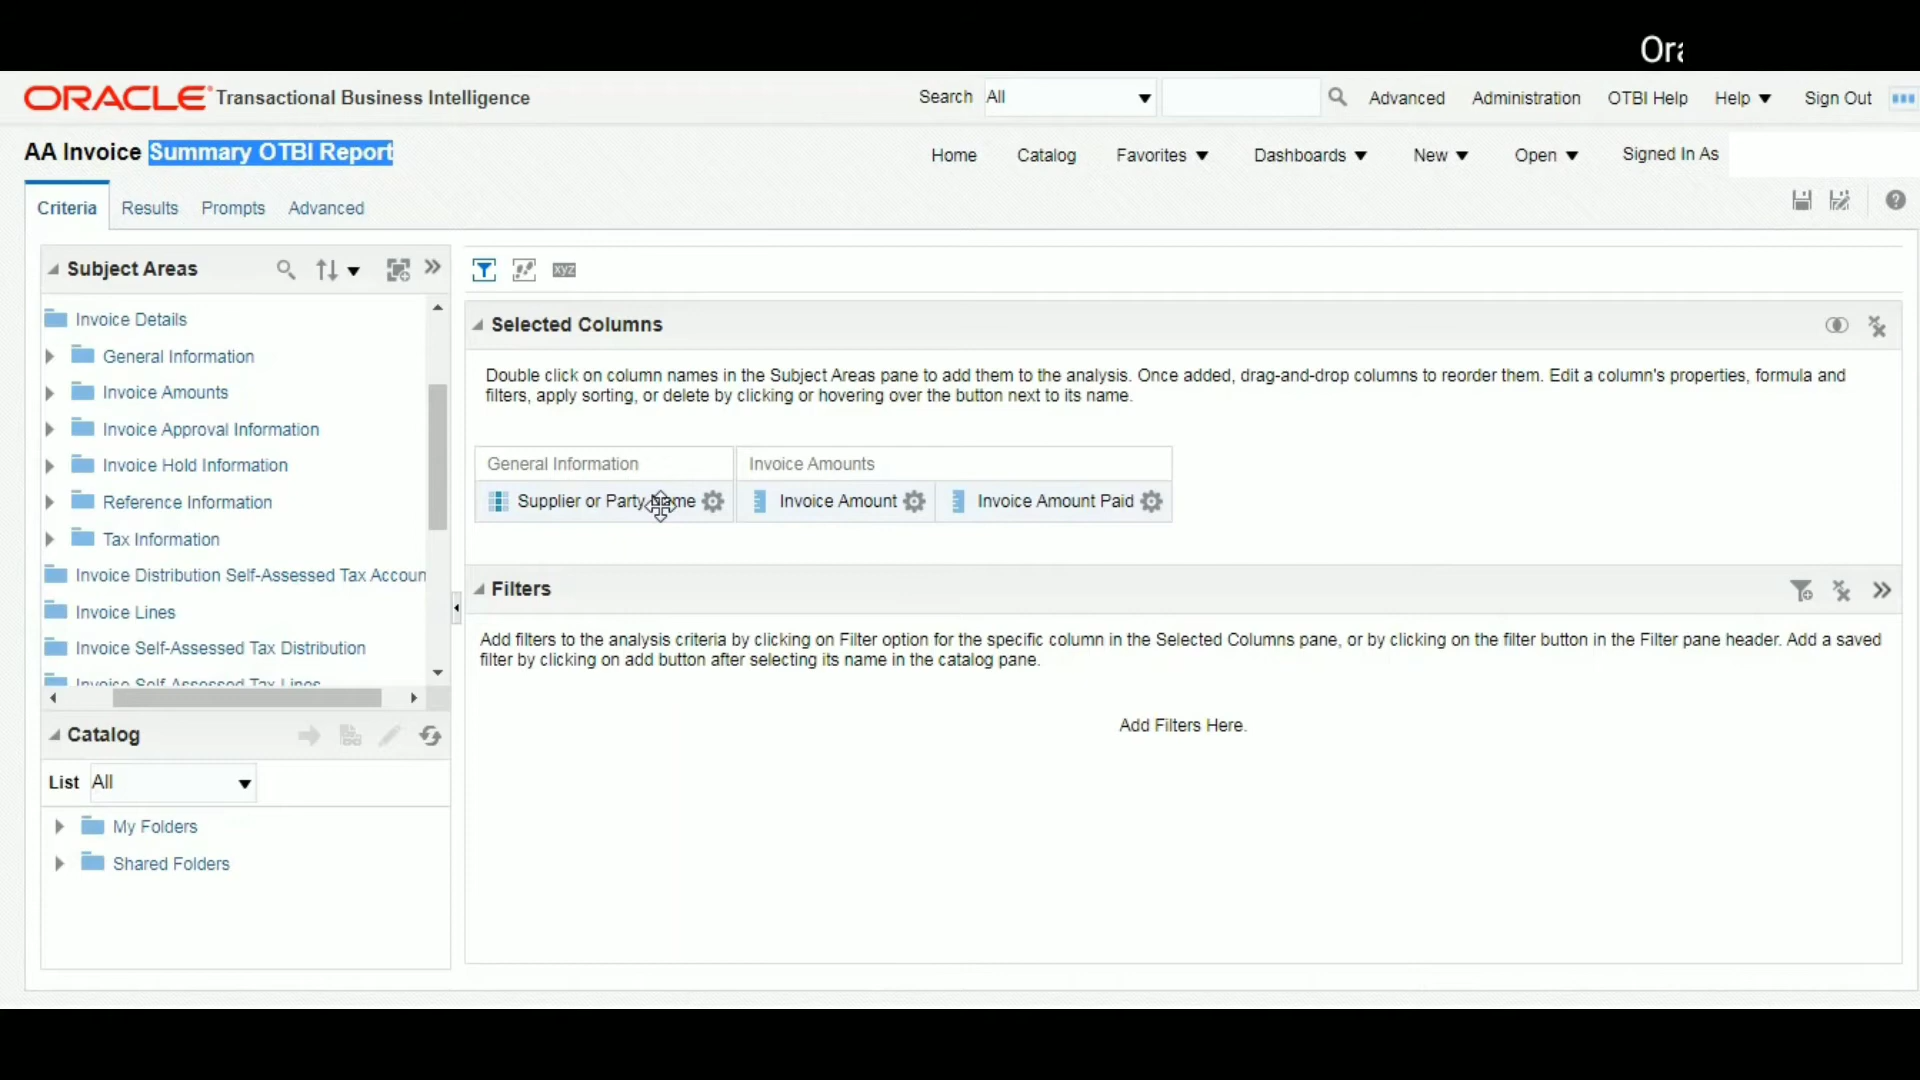 Ora
ORACLE Transactional Business Intelligence
Search All Advanced Administration OTBI Help Help Sign Out
AA Invoice Summary OTBI Report
Home Catalog Favorites Dashboards New Open Signed In As
Criteria Results Prompts Advanced
Subject Areas
Invoice Details
General Information
Invoice Amounts
Invoice Approval Information
Invoice Hold Information
Reference Information
Tax Information
Invoice Distribution Self-Assessed Tax Accoun
Invoice Lines
Invoice Self-Assessed Tax Distribution
Invoice Self-Assessed Tax Lines
Catalog
List All
My Folders
Shared Folders
xyz
Selected Columns
Double click on column names in the Subject Areas pane to add them to the analysis. Once added, drag-and-drop columns to reorder them. Edit a column's properties, formula and
filters, apply sorting, or delete by clicking or hovering over the button next to its name.
General Information Invoice Amounts
Supplier or Party Name Invoice Amount Invoice Amount Paid
Filters
Add filters to the analysis criteria by clicking on Filter option for the specific column in the Selected Columns pane, or by clicking on the filter button in the Filter pane header. Add a saved
filter by clicking on add button after selecting its name in the catalog pane.
Add Filters Here.